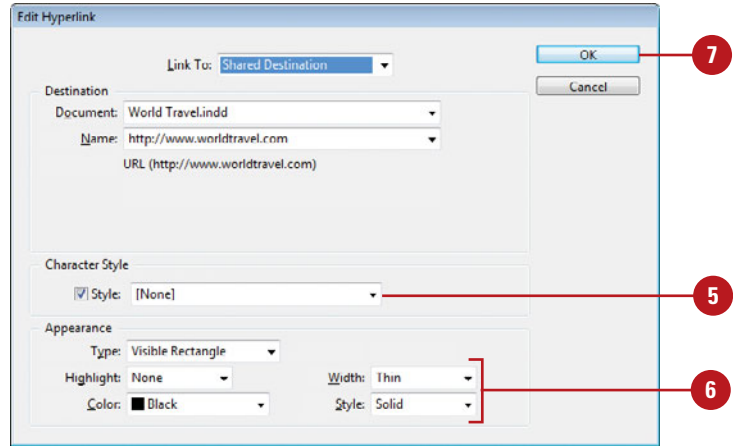 Edit Hyperlink
Link To: Shared Destination
OK
7
Cancel
Destination
Document: World Travel.indd
Name: http://www.worldtravel.com
URL (http://www.worldtravel.com)
Character Style
Style: [None]
5
Appearance
Type: Visible Rectangle
Highlight: None
Width: Thin
6
Color: Black
Style: Solid